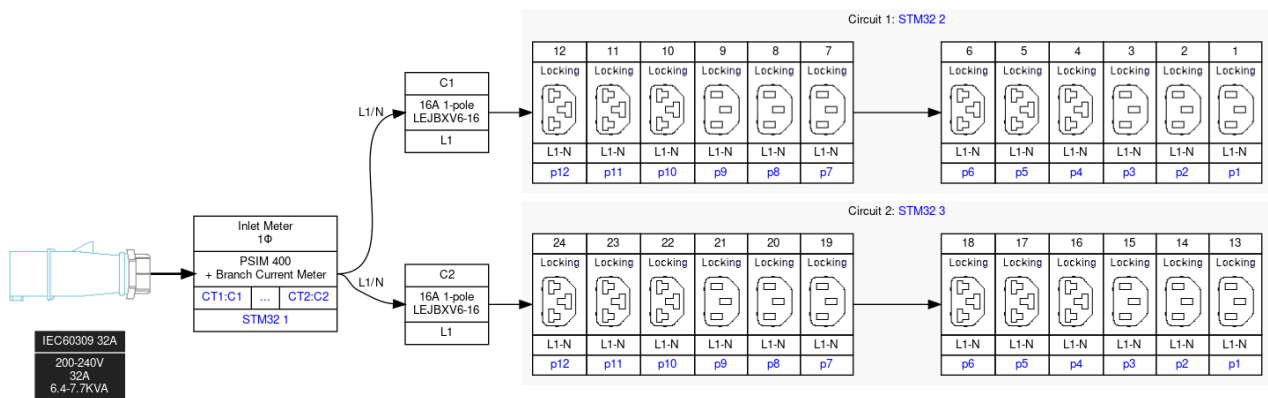 Circuit 1: STM32 2
12 11 10 9 8 7 6 5 4 3 2 1
Locking Locking Locking Locking Locking Locking Locking Locking Locking Locking Locking Locking
L1-N L1-N L1-N L1-N L1-N L1-N L1-N L1-N L1-N L1-N L1-N L1-N
p12 p11 p10 p9 p8 p7 p6 p5 p4 p3 p2 p1
C1
16A 1-pole
LEJBXV6-16
L1
L1/N
Circuit 2: STM32 3
24 23 22 21 20 19 18 17 16 15 14 13
Locking Locking Locking Locking Locking Locking Locking Locking Locking Locking Locking Locking
L1-N L1-N L1-N L1-N L1-N L1-N L1-N L1-N L1-N L1-N L1-N L1-N
p12 p11 p10 p9 p8 p7 p6 p5 p4 p3 p2 p1
Inlet Meter
1Φ
PSIM 400
+ Branch Current Meter
CT1:C1 ... CT2:C2
STM32 1
L1/N
C2
16A 1-pole
LEJBXV6-16
L1
IEC60309 32A
200-240V
32A
6.4-7.7KVA